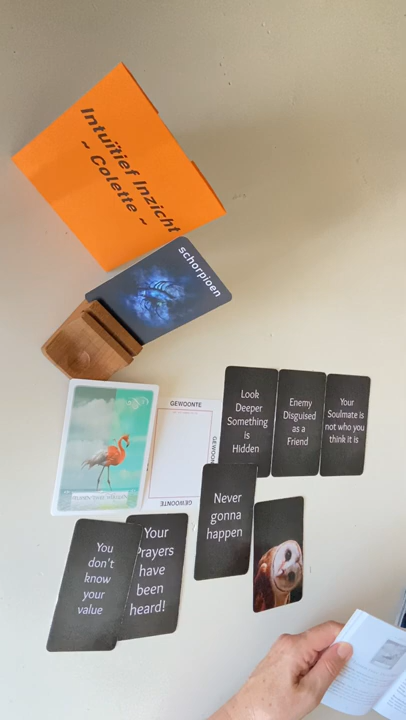 Intuïtief Inzicht
~ Colette ~
schorpioen
GEWOONTE
GEWOONTE
GEWOONTE
Look
Deeper
Something
is
Hidden
Enemy
Disguised
as a
Friend
Your
Soulmate is
not who you
think it is
Never
gonna
happen
You
don't
know
your
value
Your
Prayers
have
been
heard!